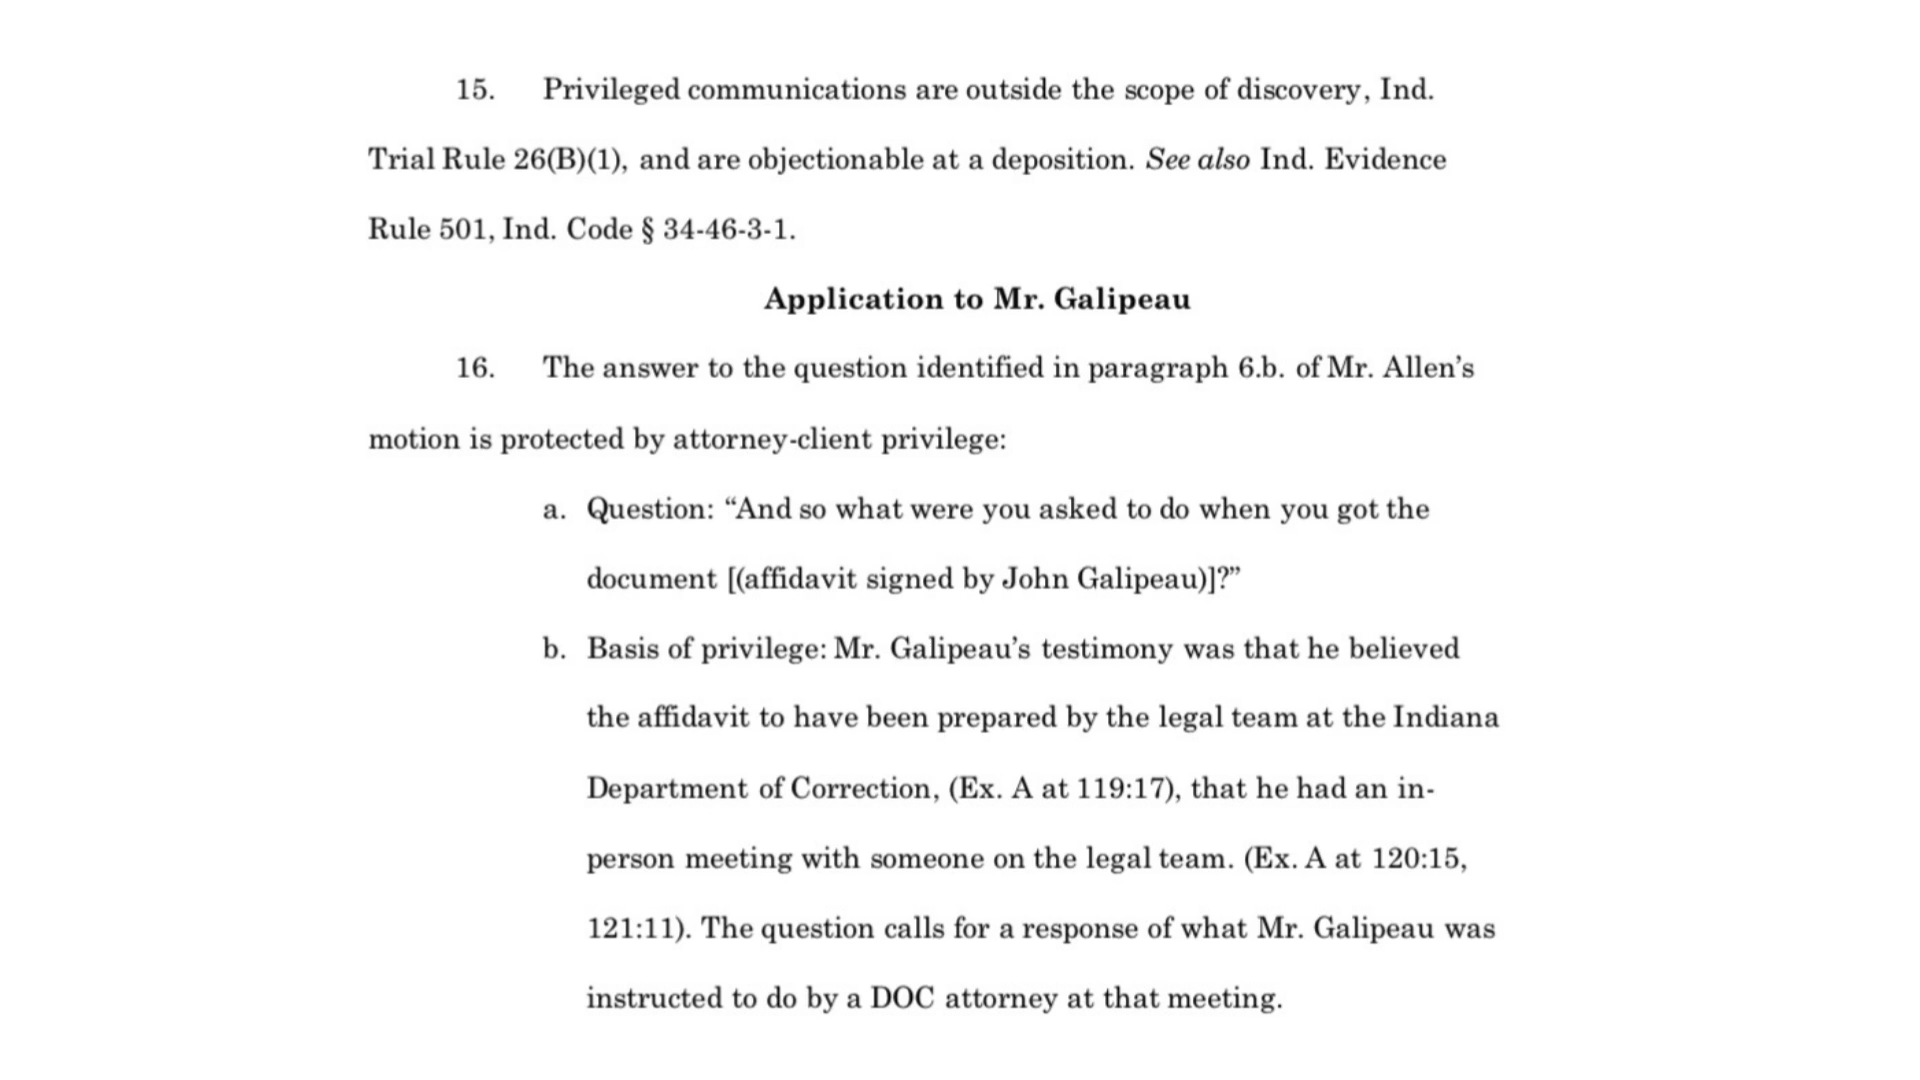 15. Privileged communications are outside the scope of discovery, Ind.
Trial Rule 26(B)(1), and are objectionable at a deposition. See also Ind. Evidence
Rule 501, Ind. Code § 34-46-3-1.
Application to Mr. Galipeau
16. The answer to the question identified in paragraph 6.b. of Mr. Allen’s
motion is protected by attorney-client privilege:
a. Question: “And so what were you asked to do when you got the
document [(affidavit signed by John Galipeau)]?”
b. Basis of privilege: Mr. Galipeau’s testimony was that he believed
the affidavit to have been prepared by the legal team at the Indiana
Department of Correction, (Ex. A at 119:17), that he had an in-
person meeting with someone on the legal team. (Ex. A at 120:15,
121:11). The question calls for a response of what Mr. Galipeau was
instructed to do by a DOC attorney at that meeting.